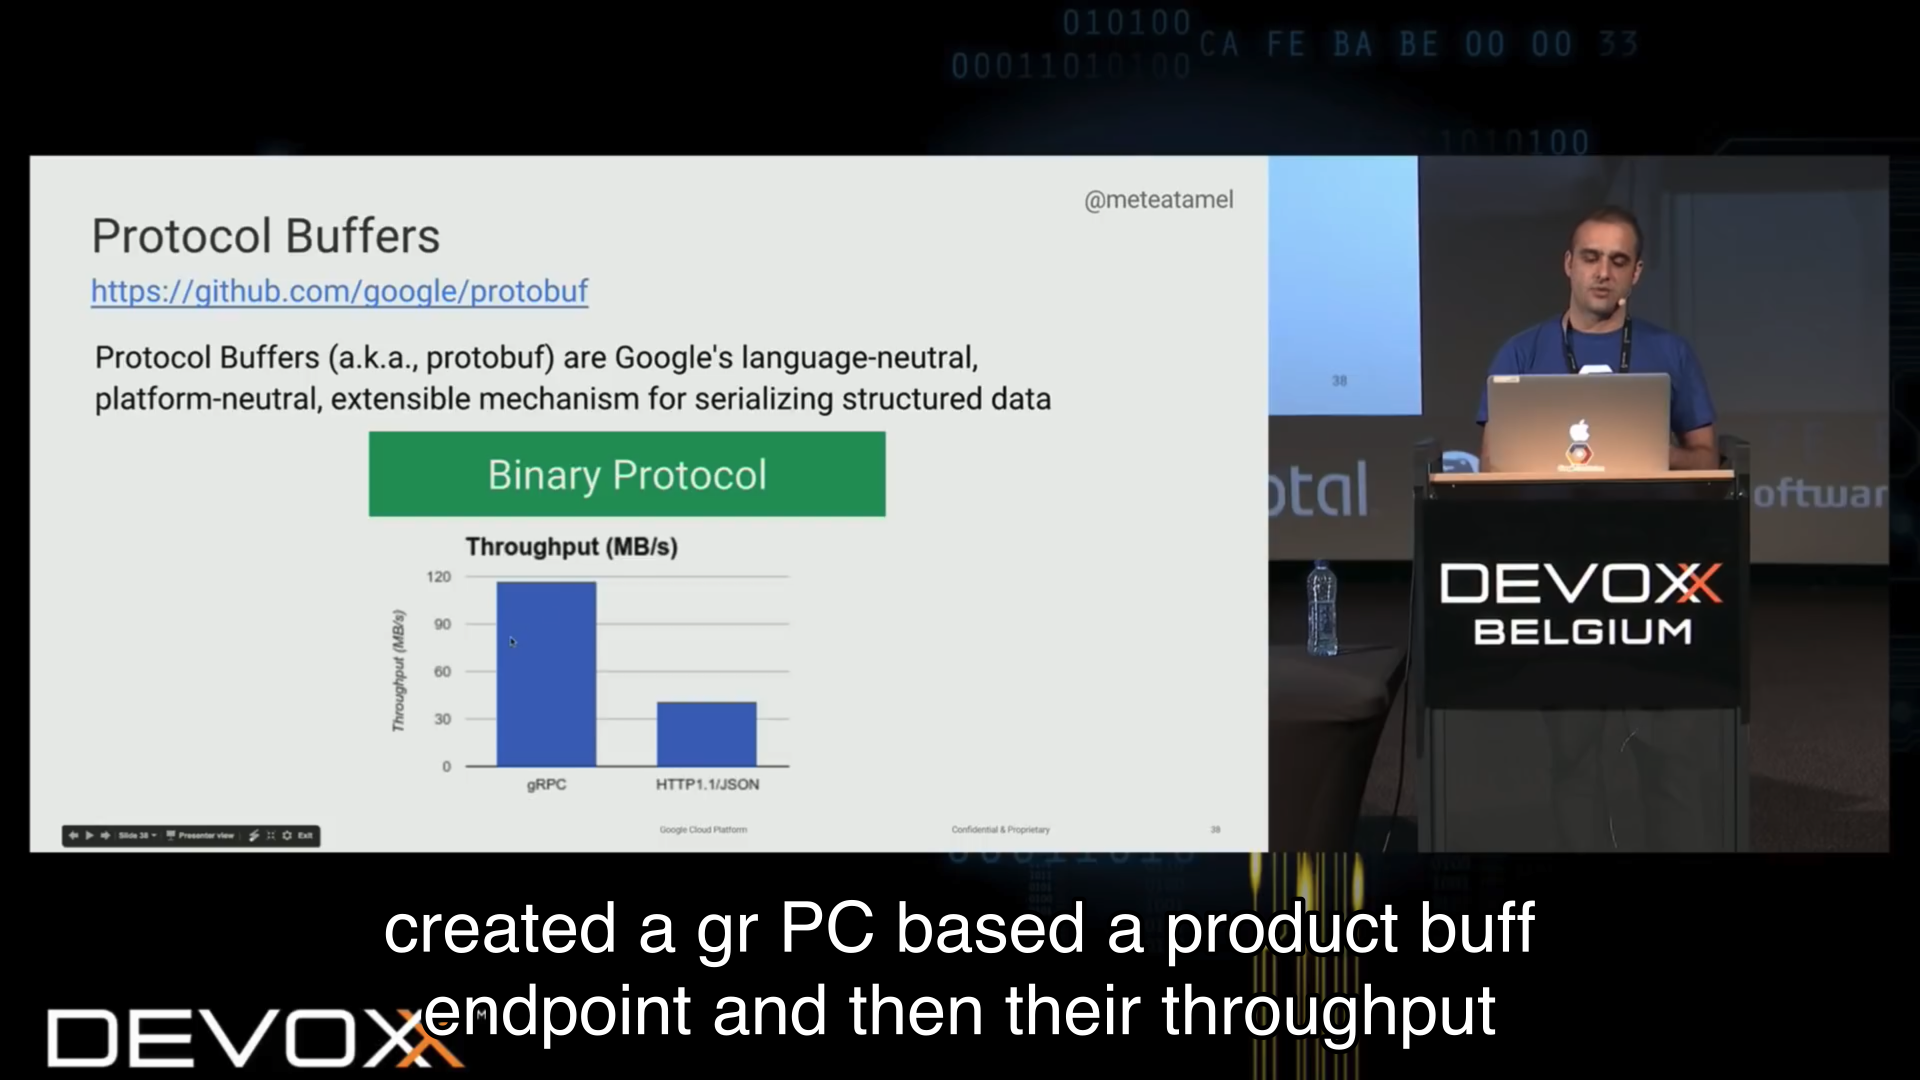 010100
00011010100
CA FE BA BE 00 00 33
1010100
@meteatamel
Protocol Buffers
https://github.com/google/protobuf
Protocol Buffers (a.k.a., protobuf) are Google's language-neutral,
platform-neutral, extensible mechanism for serializing structured data
Binary Protocol
Throughput (MB/s)
Throughput (MB/s)
120
90
60
30
0
gRPC
HTTP1.1/JSON
Slide 38
Presenter view
Exit
Google Cloud Platform
Confidential & Proprietary
38
38
otal
oftwar
DEVOXX
BELGIUM
created a gr PC based a product buff
endpoint and then their throughput
DEVOXX